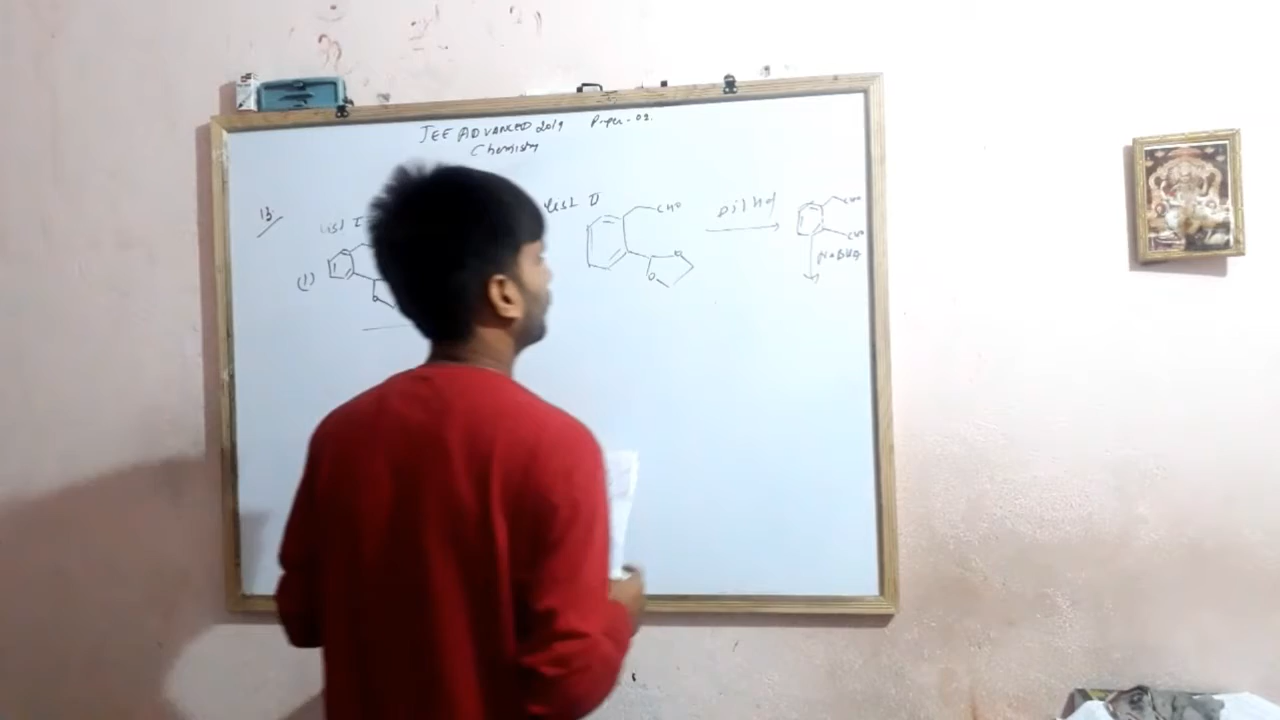 JEE ADVANCED 2019 Paper-02.
Chemistry
13.
List I
List II
(1)
CHO
dil Hcl
CHO
CHO
NaBH4
O
O